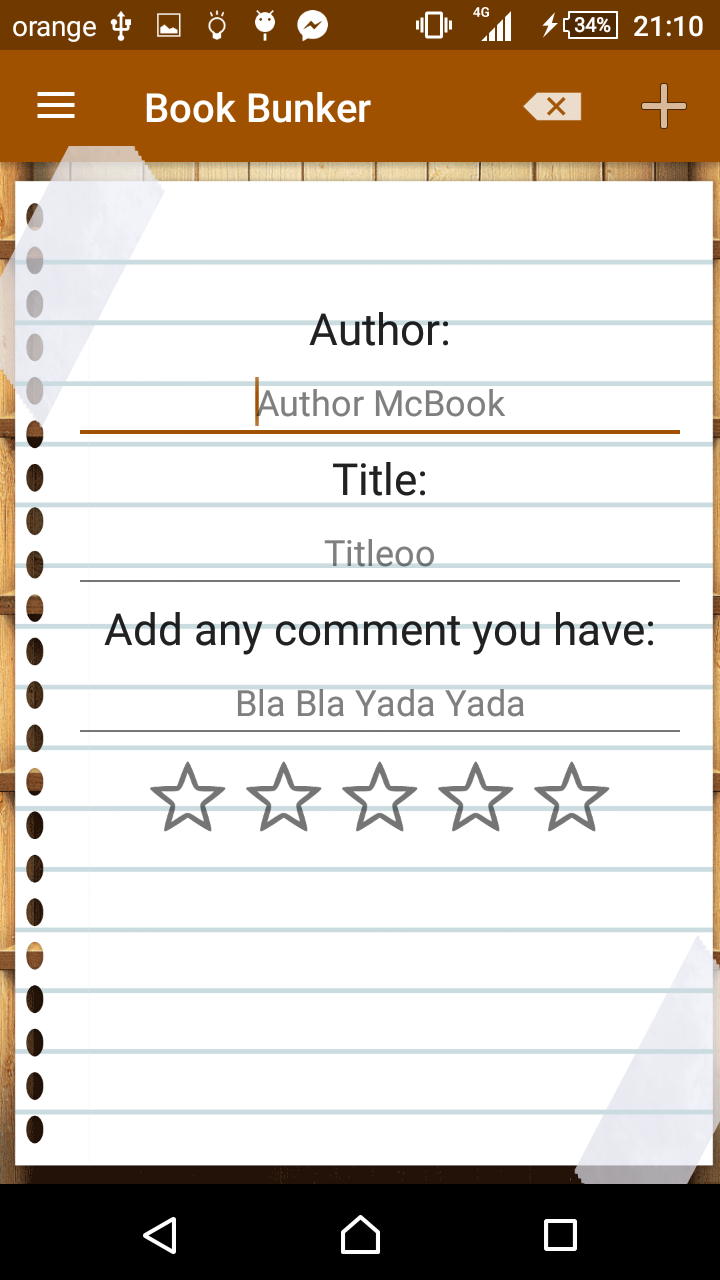 orange 4G 34% 21:10
Book Bunker
Author:
Author McBook
Title:
Titleoo
Add any comment you have:
Bla Bla Yada Yada